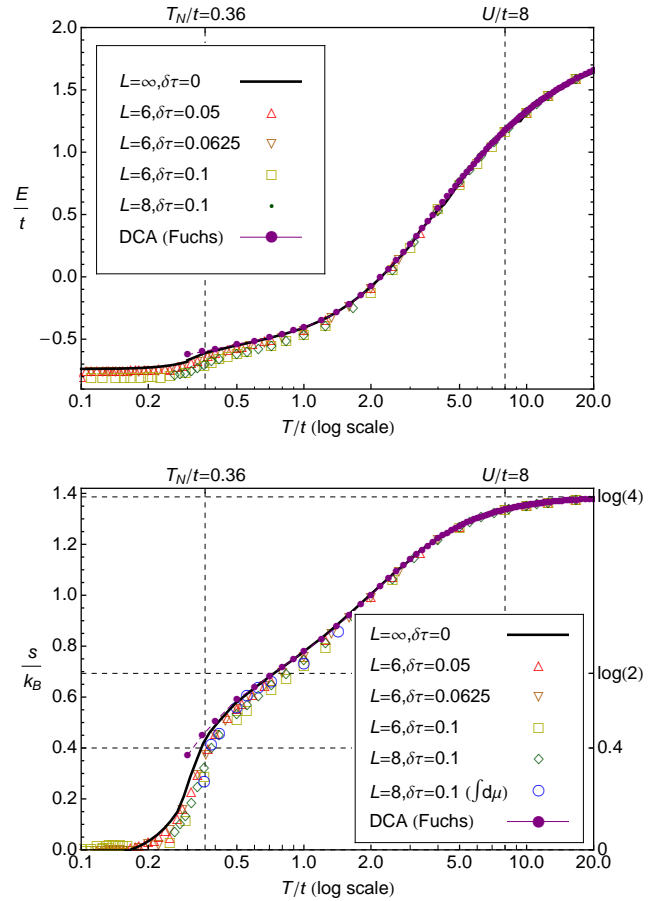 T_N/t=0.36 U/t=8
L=∞,δτ=0
L=6,δτ=0.05
L=6,δτ=0.0625
L=6,δτ=0.1
L=8,δτ=0.1
DCA (Fuchs)
E/t
2.0
1.5
1.0
0.5
0.0
−0.5
0.1 0.2 0.5 1.0 2.0 5.0 10.0 20.0
T/t (log scale)
T_N/t=0.36 U/t=8
s/k_B
1.4
1.2
1.0
0.8
0.6
0.4
0.2
0.0
log(4)
log(2)
0.4
0
L=∞,δτ=0
L=6,δτ=0.05
L=6,δτ=0.0625
L=6,δτ=0.1
L=8,δτ=0.1
L=8,δτ=0.1 (∫dμ)
DCA (Fuchs)
0.1 0.2 0.5 1.0 2.0 5.0 10.0 20.0
T/t (log scale)